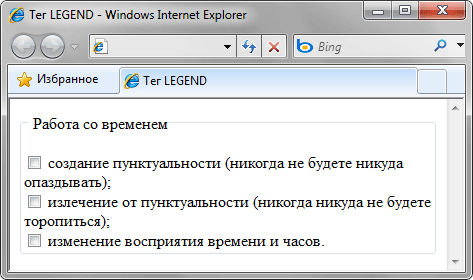 Тег LEGEND - Windows Internet Explorer
Bing
Избранное
Тег LEGEND
Работа со временем
создание пунктуальности (никогда не будете никуда
опаздывать);
излечение от пунктуальности (никогда никуда не будете
торопиться);
изменение восприятия времени и часов.